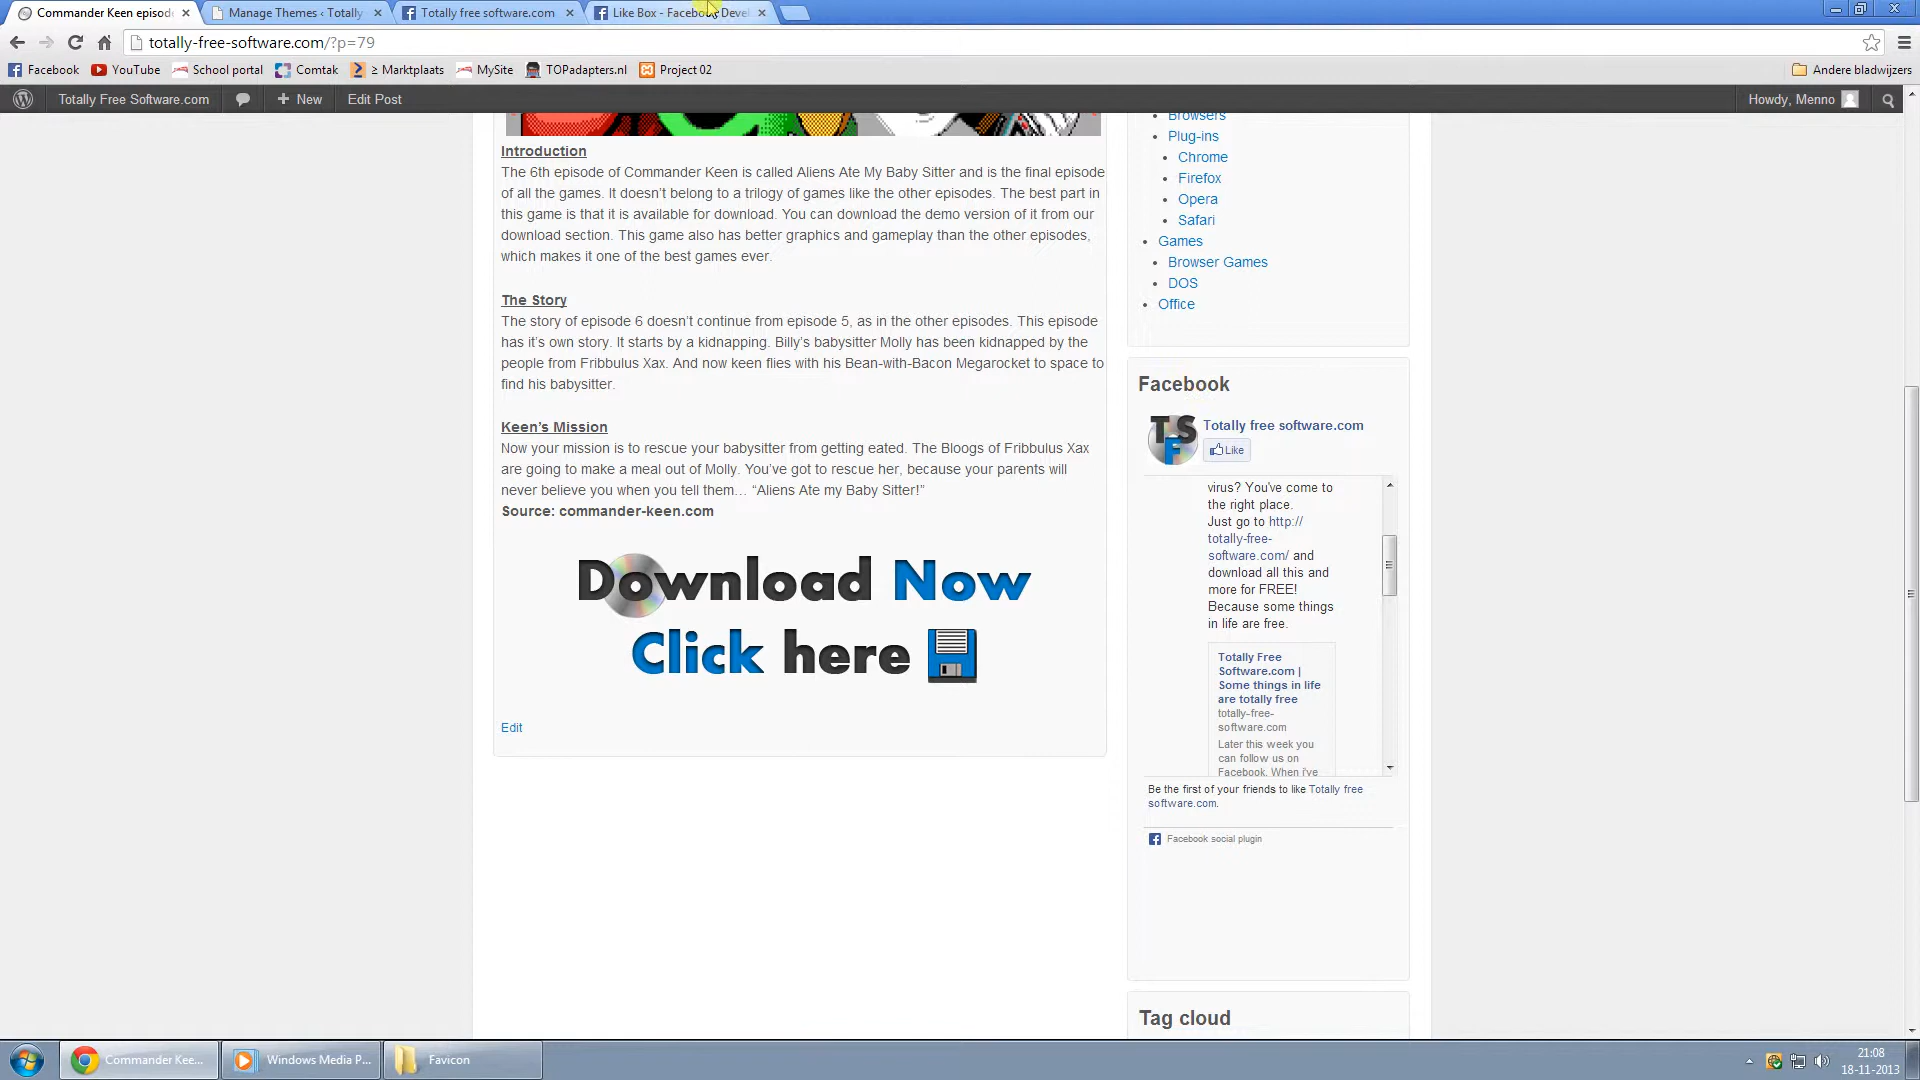 Commander Keen episod
Manage Themes ‹ Totally
Totally free software.com
Like Box - Facebook Devel
totally-free-software.com/?p=79
Facebook
YouTube
School portal
Comtak
≥ Marktplaats
MySite
TOPadapters.nl
Project 02
Andere bladwijzers
Totally Free Software.com
New
Edit Post
Howdy, Menno
Introduction
The 6th episode of Commander Keen is called Aliens Ate My Baby Sitter and is the final episode
of all the games. It doesn't belong to a trilogy of games like the other episodes. The best part in
this game is that it is available for download. You can download the demo version of it from our
download section. This game also has better graphics and gameplay than the other episodes,
which makes it one of the best games ever.
The Story
The story of episode 6 doesn't continue from episode 5, as in the other episodes. This episode
has it's own story. It starts by a kidnapping. Billy's babysitter Molly has been kidnapped by the
people from Fribbulus Xax. And now keen flies with his Bean-with-Bacon Megarocket to space to
find his babysitter.
Keen's Mission
Now your mission is to rescue your babysitter from getting eated. The Bloogs of Fribbulus Xax
are going to make a meal out of Molly. You've got to rescue her, because your parents will
never believe you when you tell them… “Aliens Ate my Baby Sitter!”
Source: commander-keen.com
Download Now
Click here
Edit
Browsers
Plug-ins
Chrome
Firefox
Opera
Safari
Games
Browser Games
DOS
Office
Facebook
TSF
Totally free software.com
Like
virus? You've come to
the right place.
Just go to http://
totally-free-
software.com/ and
download all this and
more for FREE!
Because some things
in life are free.
Totally Free
Software.com |
Some things in life
are totally free
totally-free-
software.com
Later this week you
can follow us on
Facebook. When i've
Be the first of your friends to like Totally free
software.com.
Facebook social plugin
Tag cloud
Commander Kee...
Windows Media P...
Favicon
21:08
18-11-2013